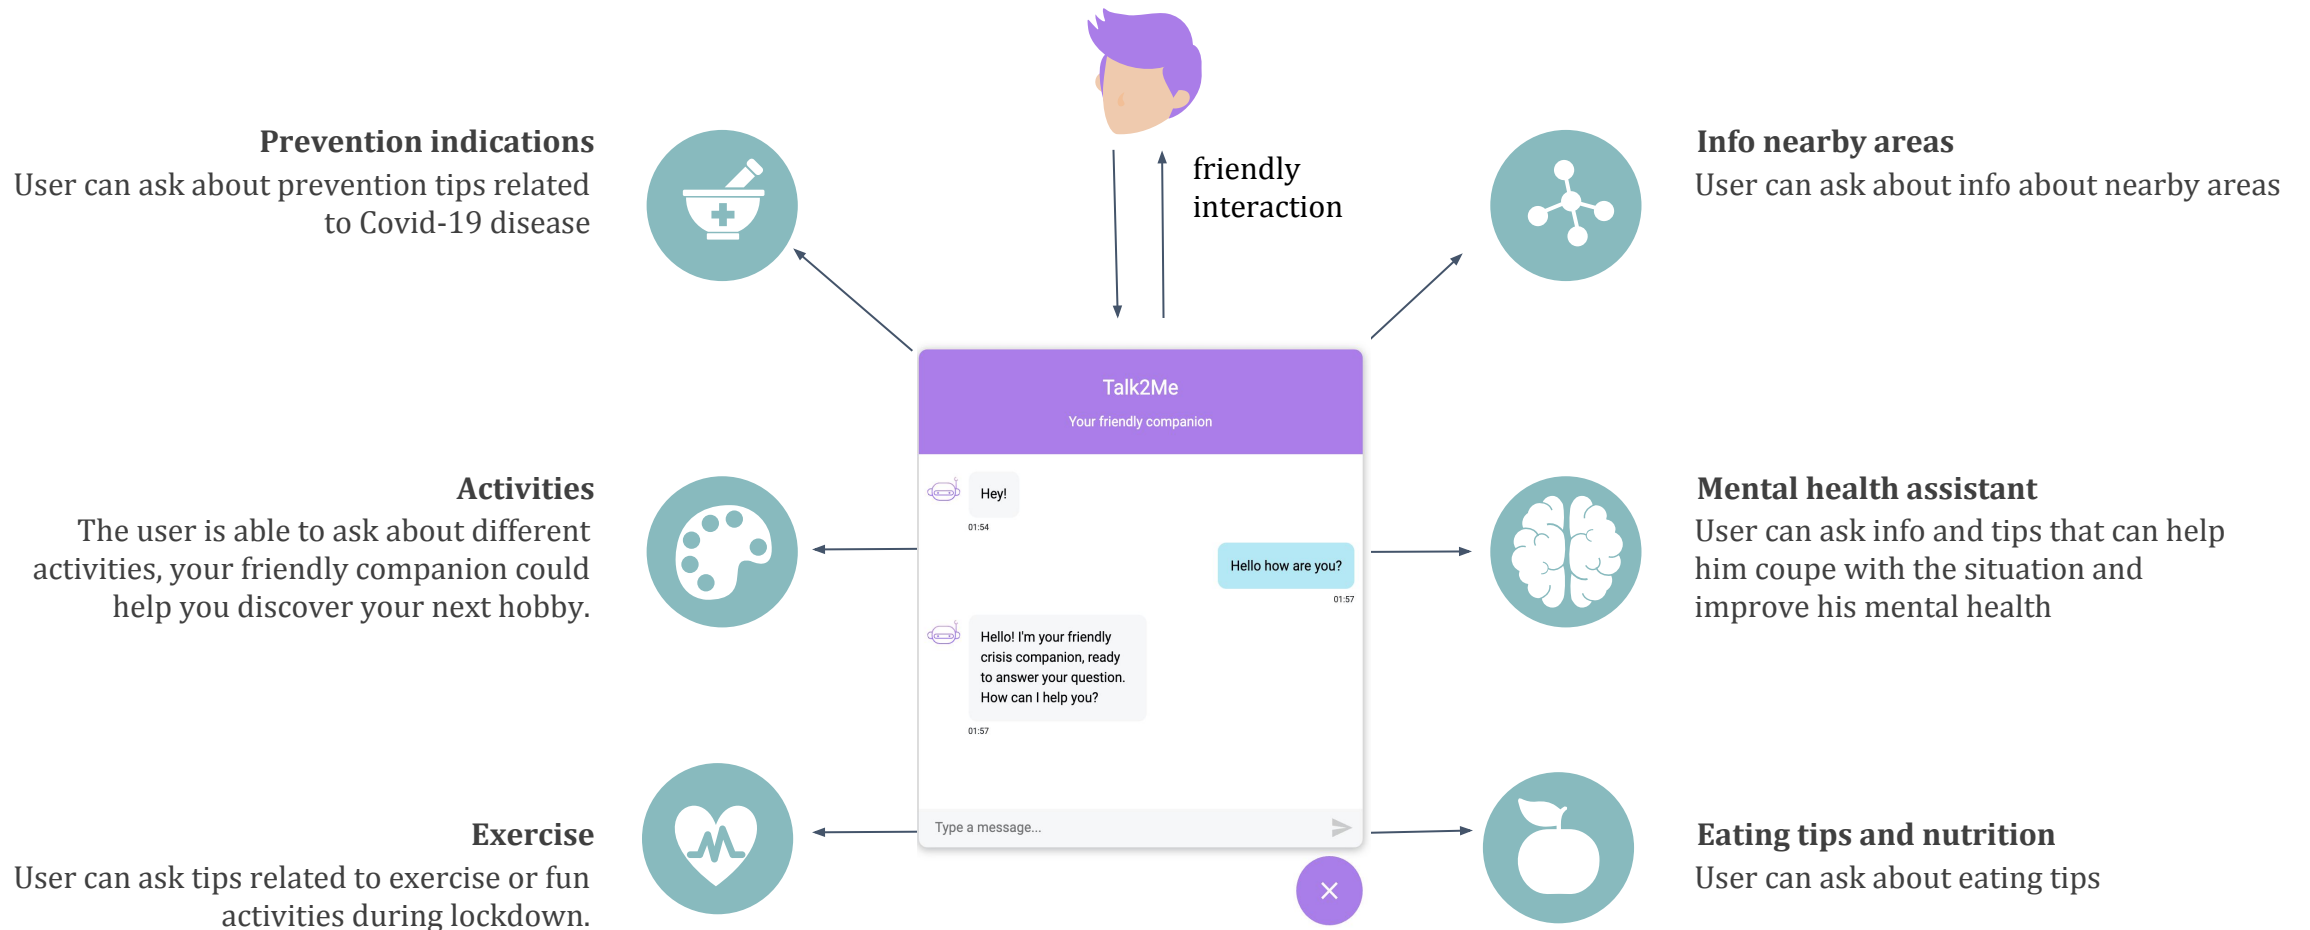 Prevention indications
User can ask about prevention tips related
to Covid-19 disease
friendly
interaction
Info nearby areas
User can ask about info about nearby areas
Activities
The user is able to ask about different
activities, your friendly companion could
help you discover your next hobby.
Talk2Me
Your friendly companion
Hey!
01:54
Hello how are you?
01:57
Hello! I'm your friendly
crisis companion, ready
to answer your question.
How can I help you?
01:57
Type a message...
Mental health assistant
User can ask info and tips that can help
him coupe with the situation and
improve his mental health
Exercise
User can ask tips related to exercise or fun
activities during lockdown.
Eating tips and nutrition
User can ask about eating tips